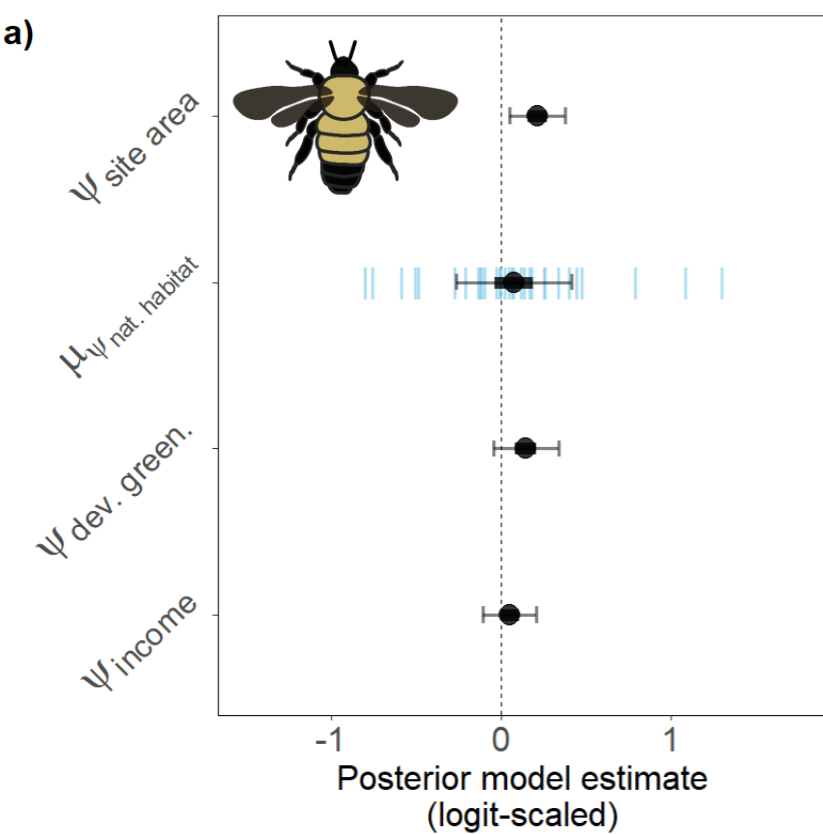 a)
ψ site area
μψ nat. habitat
ψ dev. green.
ψ income
-1 0 1
Posterior model estimate
(logit-scaled)